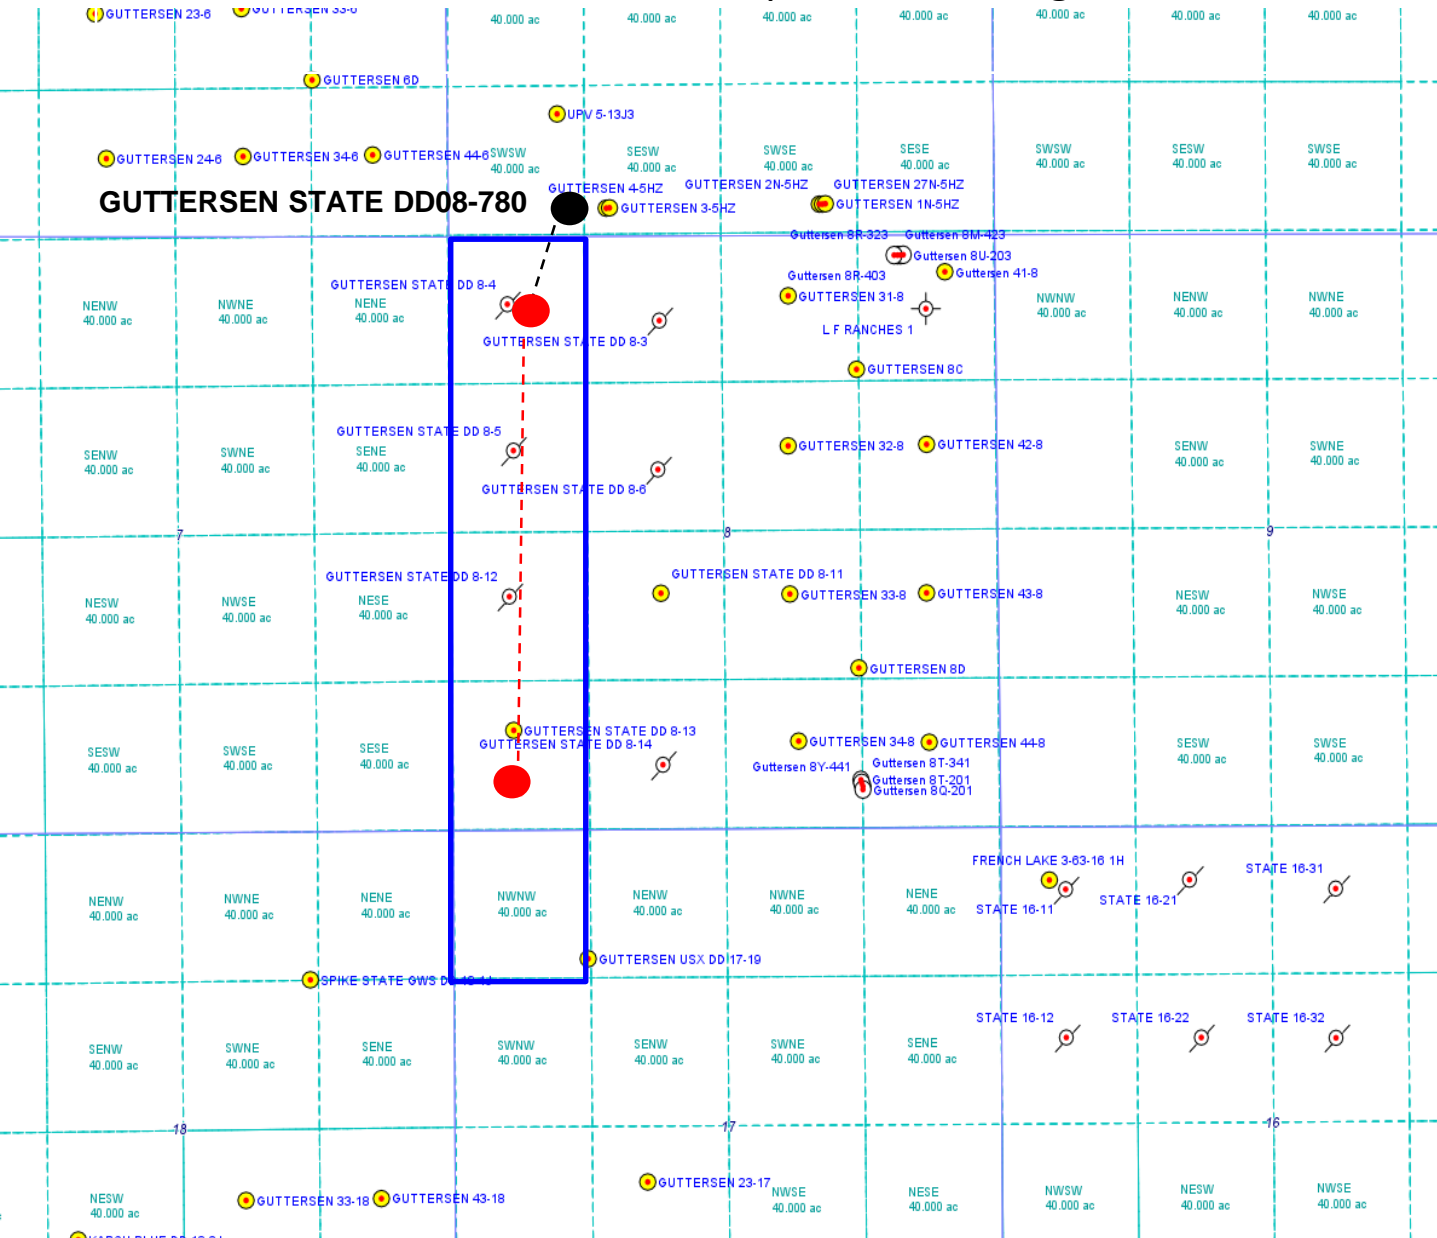 GUTTERSEN 23-6
40.000 ac
40.000 ac
40.000 ac
40.000 ac
40.000 ac
40.000 ac
40.000 ac
GUTTERSEN 6D
UPV 5-13J3
GUTTERSEN 24-6
GUTTERSEN 34-6
GUTTERSEN 44-6
SWSW
40.000 ac
SESW
40.000 ac
SWSE
40.000 ac
SESE
40.000 ac
SWSW
40.000 ac
SESW
40.000 ac
SWSE
40.000 ac
GUTTERSEN 4-5HZ
GUTTERSEN 2N-5HZ
GUTTERSEN 27N-5HZ
GUTTERSEN STATE DD08-780
GUTTERSEN 3-5HZ
GUTTERSEN 1N-5HZ
Guttersen 8R-323
Guttersen 8M-423
Guttersen 8U-203
Guttersen 8R-403
Guttersen 41-8
GUTTERSEN STATE DD 8-4
GUTTERSEN 31-8
NENW
40.000 ac
NWNE
40.000 ac
NENE
40.000 ac
NWNW
40.000 ac
NENW
40.000 ac
NWNE
40.000 ac
L F RANCHES 1
GUTTERSEN STATE DD 8-3
GUTTERSEN 8C
GUTTERSEN STATE DD 8-5
GUTTERSEN 32-8
GUTTERSEN 42-8
SENW
40.000 ac
SWNE
40.000 ac
SENE
40.000 ac
SENW
40.000 ac
SWNE
40.000 ac
GUTTERSEN STATE DD 8-6
7
8
9
GUTTERSEN STATE DD 8-12
GUTTERSEN STATE DD 8-11
GUTTERSEN 33-8
GUTTERSEN 43-8
NESW
40.000 ac
NWSE
40.000 ac
NESE
40.000 ac
NESW
40.000 ac
NWSE
40.000 ac
GUTTERSEN 8D
GUTTERSEN STATE DD 8-13
GUTTERSEN STATE DD 8-14
GUTTERSEN 34-8
GUTTERSEN 44-8
SESW
40.000 ac
SWSE
40.000 ac
SESE
40.000 ac
Guttersen 8Y-441
Guttersen 8T-341
Guttersen 8T-201
Guttersen 8Q-201
SESW
40.000 ac
SWSE
40.000 ac
FRENCH LAKE 3-63-16 1H
STATE 16-31
STATE 16-21
STATE 16-11
NENW
40.000 ac
NWNE
40.000 ac
NENE
40.000 ac
NWNW
40.000 ac
NENW
40.000 ac
NWNE
40.000 ac
NENE
40.000 ac
GUTTERSEN USX DD 17-19
SPIKE STATE GWS
STATE 16-12
STATE 16-22
STATE 16-32
SENW
40.000 ac
SWNE
40.000 ac
SENE
40.000 ac
SWNW
40.000 ac
SENW
40.000 ac
SWNE
40.000 ac
SENE
40.000 ac
18
17
16
GUTTERSEN 33-18
GUTTERSEN 43-18
GUTTERSEN 23-17
NESW
40.000 ac
NWSE
40.000 ac
NESE
40.000 ac
NWSW
40.000 ac
NESW
40.000 ac
NWSE
40.000 ac